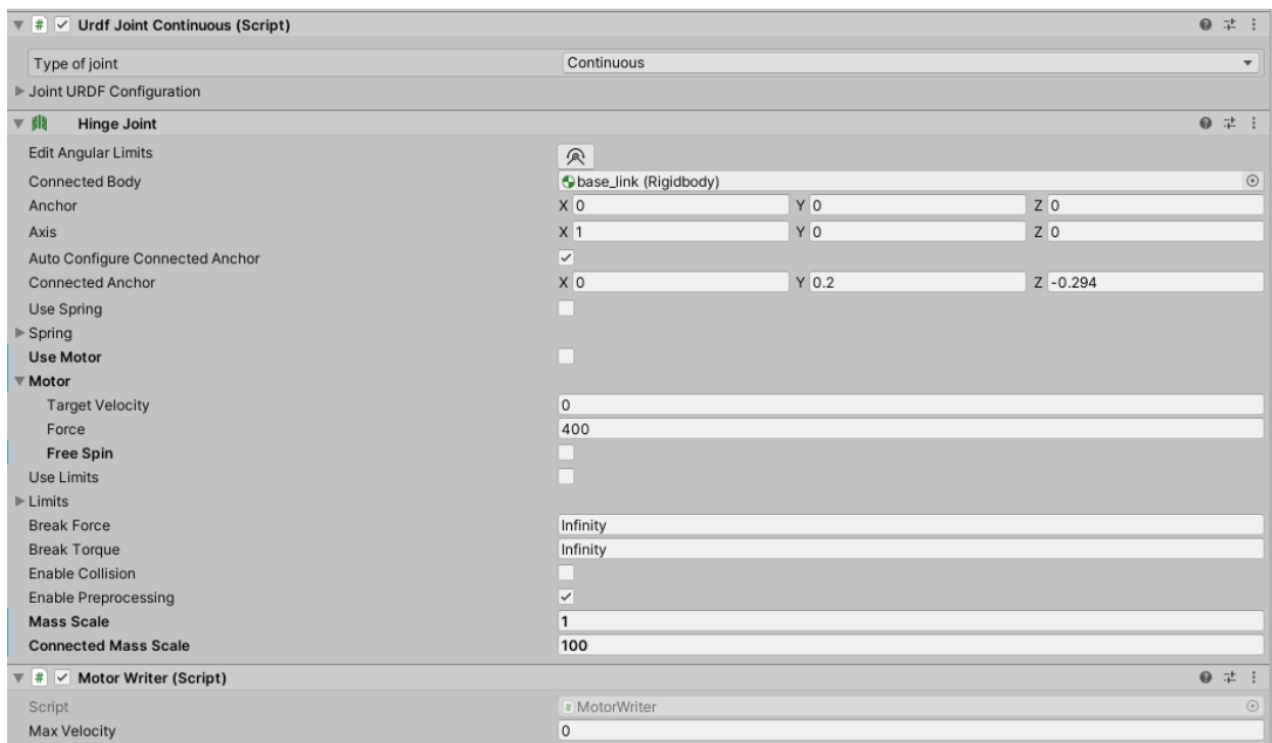 # Urdf Joint Continuous (Script)
Type of joint Continuous
Joint URDF Configuration
Hinge Joint
Edit Angular Limits
Connected Body base_link (Rigidbody)
Anchor X 0 Y 0 Z 0
Axis X 1 Y 0 Z 0
Auto Configure Connected Anchor
Connected Anchor X 0 Y 0.2 Z -0.294
Use Spring
Spring
Use Motor
Motor
Target Velocity 0
Force 400
Free Spin
Use Limits
Limits
Break Force Infinity
Break Torque Infinity
Enable Collision
Enable Preprocessing
Mass Scale 1
Connected Mass Scale 100
# Motor Writer (Script)
Script # MotorWriter
Max Velocity 0